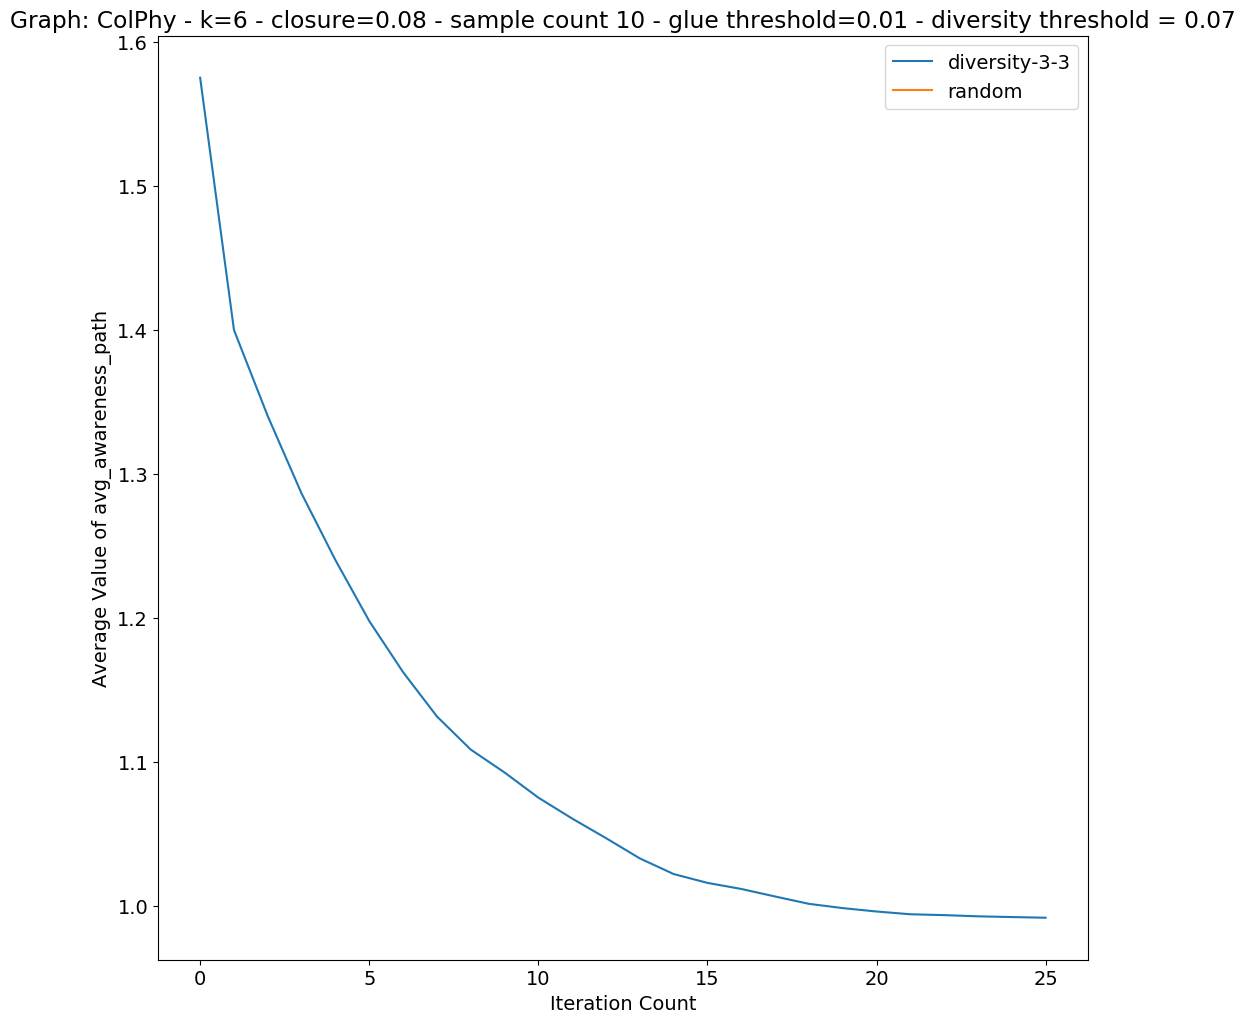 Graph: ColPhy - k=6 - closure=0.08 - sample count 10 - glue threshold=0.01 - diversity threshold = 0.07
diversity-3-3
random
Average Value of avg_awareness_path
1.6
1.5
1.4
1.3
1.2
1.1
1.0
0
5
10
15
20
25
Iteration Count